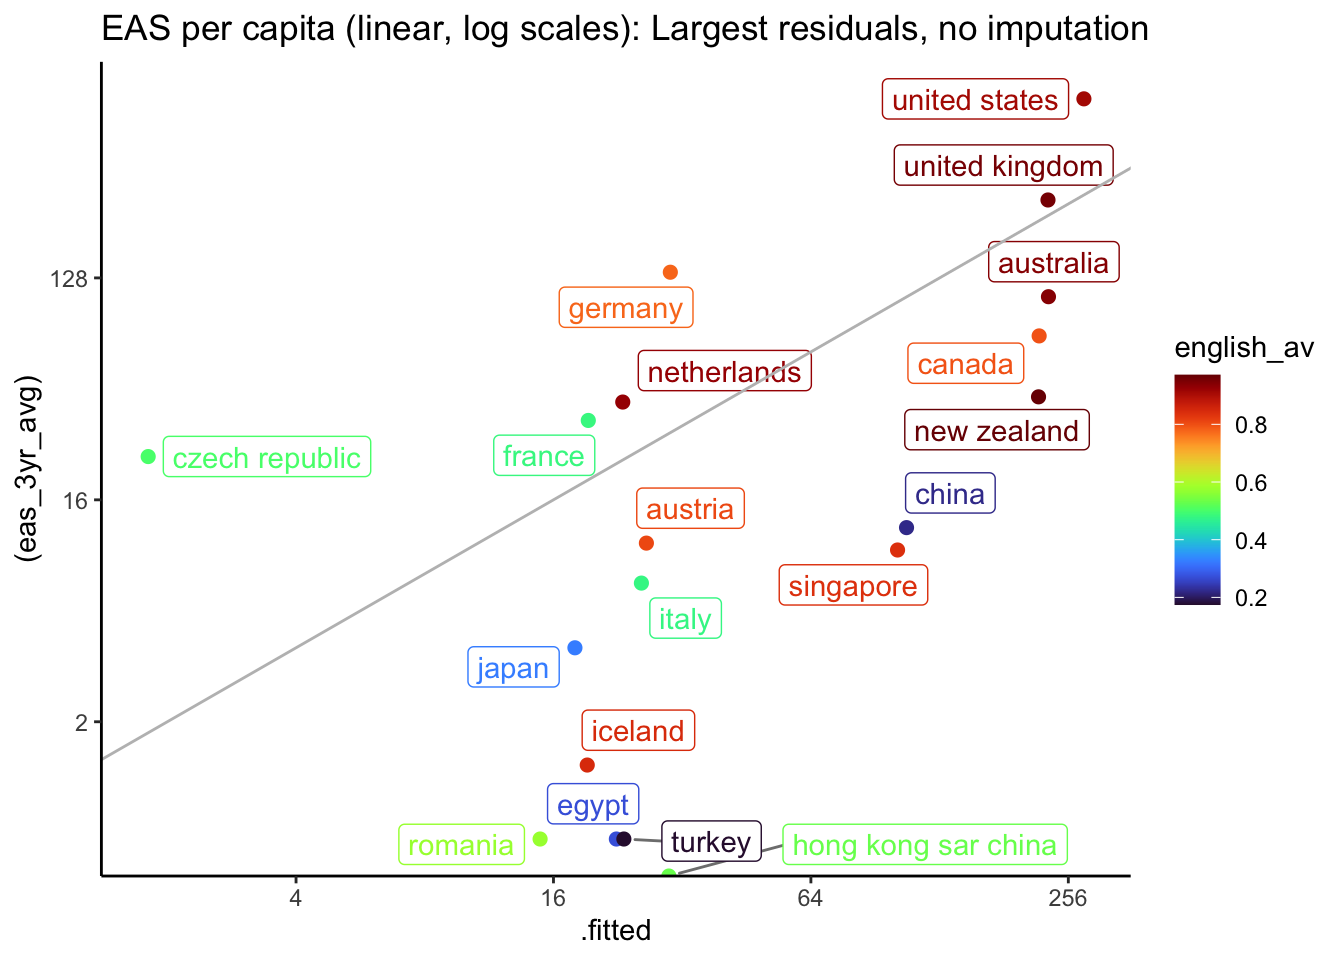 EAS per capita (linear, log scales): Largest residuals, no imputation
united states
united kingdom
australia
128
germany
canada
netherlands
new zealand
czech republic
france
china
16
austria
singapore
italy
japan
2
iceland
egypt
romania
turkey
hong kong sar china
4
16
64
256
.fitted
(eas_3yr_avg)
english_av
0.8
0.6
0.4
0.2